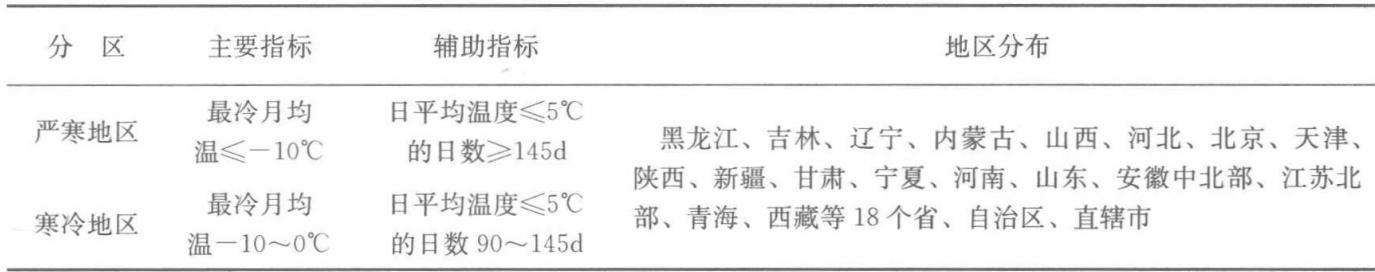 分 区 主要指标 辅助指标 地区分布
严寒地区
最冷月均
温≤-10℃
日平均温度≤5℃
的日数≥145d
寒冷地区
最冷月均
温-10～0℃
日平均温度≤5℃
的日数90～145d
黑龙江、吉林、辽宁、内蒙古、山西、河北、北京、天津、
陕西、新疆、甘肃、宁夏、河南、山东、安徽中北部、江苏北
部、青海、西藏等18个省、自治区、直辖市